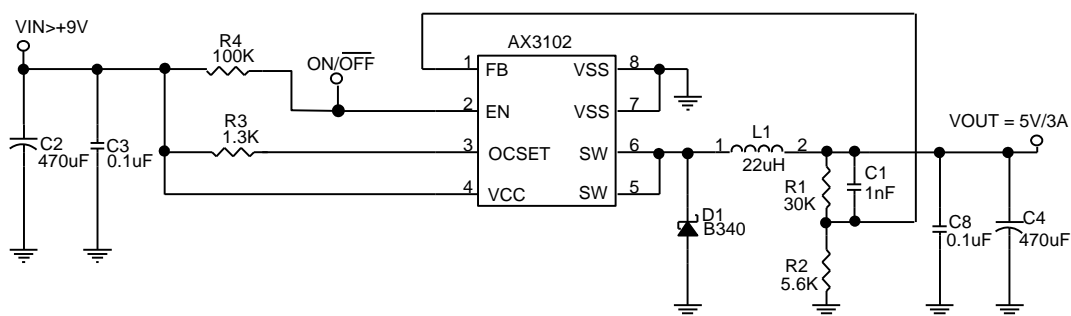 VIN>+9V
R4
100K
ON/OFF
AX3102
1
FB
VSS
8
2
EN
VSS
7
R3
1.3K
3
OCSET
SW
6
4
VCC
SW
5
C2
470uF
C3
0.1uF
1
L1
2
22uH
VOUT = 5V/3A
D1
B340
R1
30K
C1
1nF
R2
5.6K
C8
0.1uF
C4
470uF